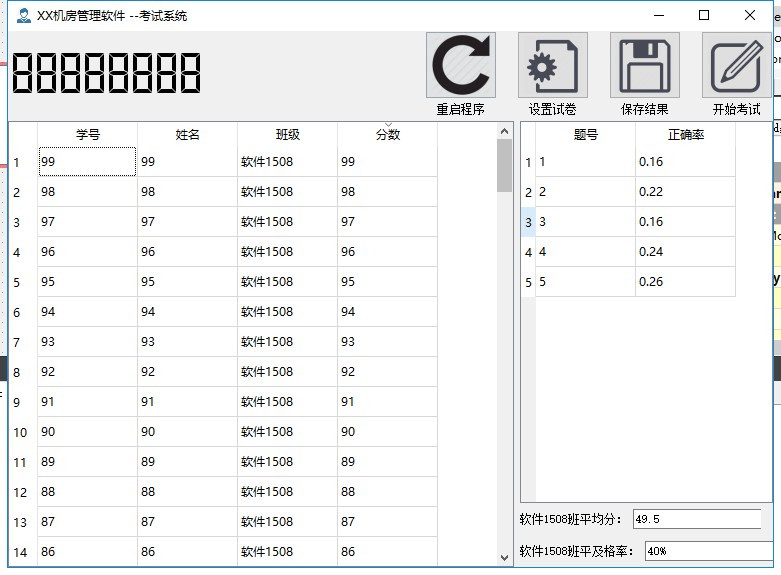 XX机房管理软件 --考试系统
88888888
重启程序 设置试卷 保存结果 开始考试
学号 姓名 班级 分数
1 99 99 软件1508 99
2 98 98 软件1508 98
3 97 97 软件1508 97
4 96 96 软件1508 96
5 95 95 软件1508 95
6 94 94 软件1508 94
7 93 93 软件1508 93
8 92 92 软件1508 92
9 91 91 软件1508 91
10 90 90 软件1508 90
11 89 89 软件1508 89
12 88 88 软件1508 88
13 87 87 软件1508 87
14 86 86 软件1508 86
题号 正确率
1 1 0.16
2 2 0.22
3 3 0.16
4 4 0.24
5 5 0.26
软件1508班平均分： 49.5
软件1508班平及格率： 40%